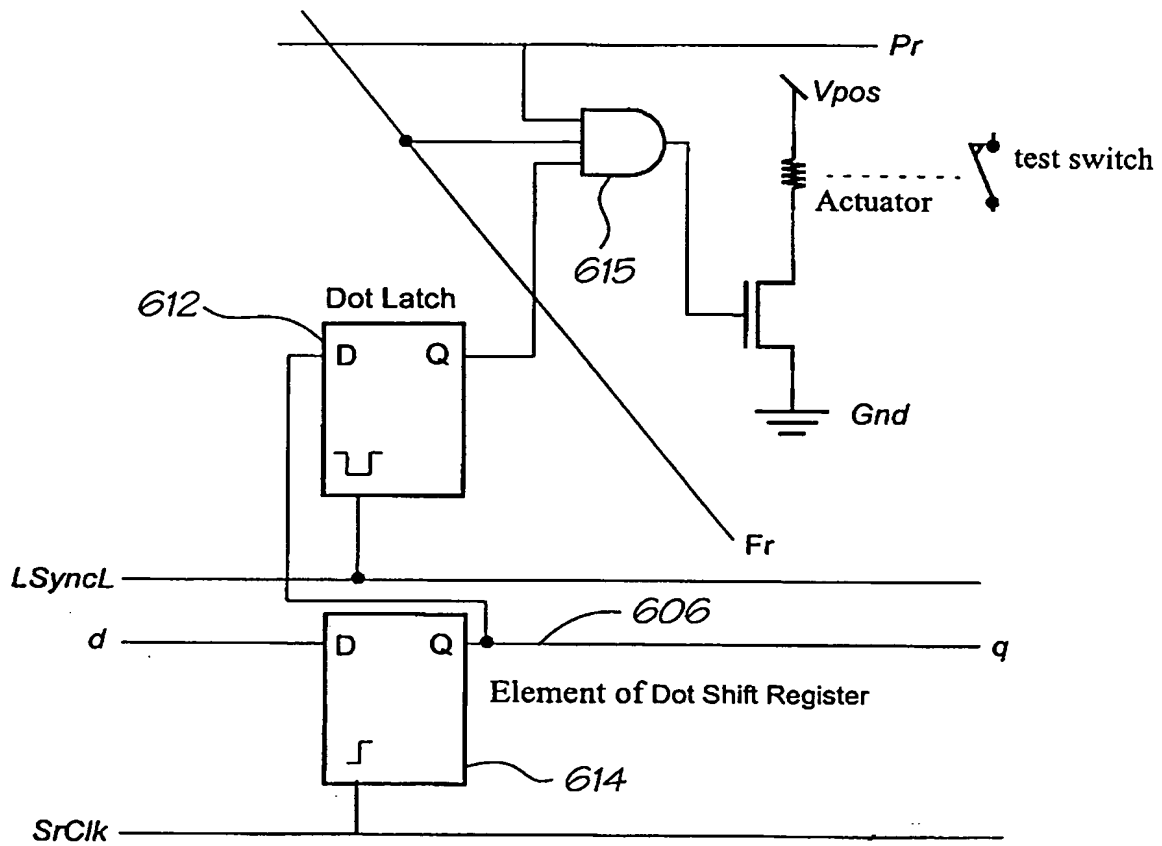 Pr
Vpos
test switch
Actuator
615
612
Dot Latch
D Q
Gnd
Fr
LSyncL
606
d
D Q
q
Element of Dot Shift Register
614
SrClk